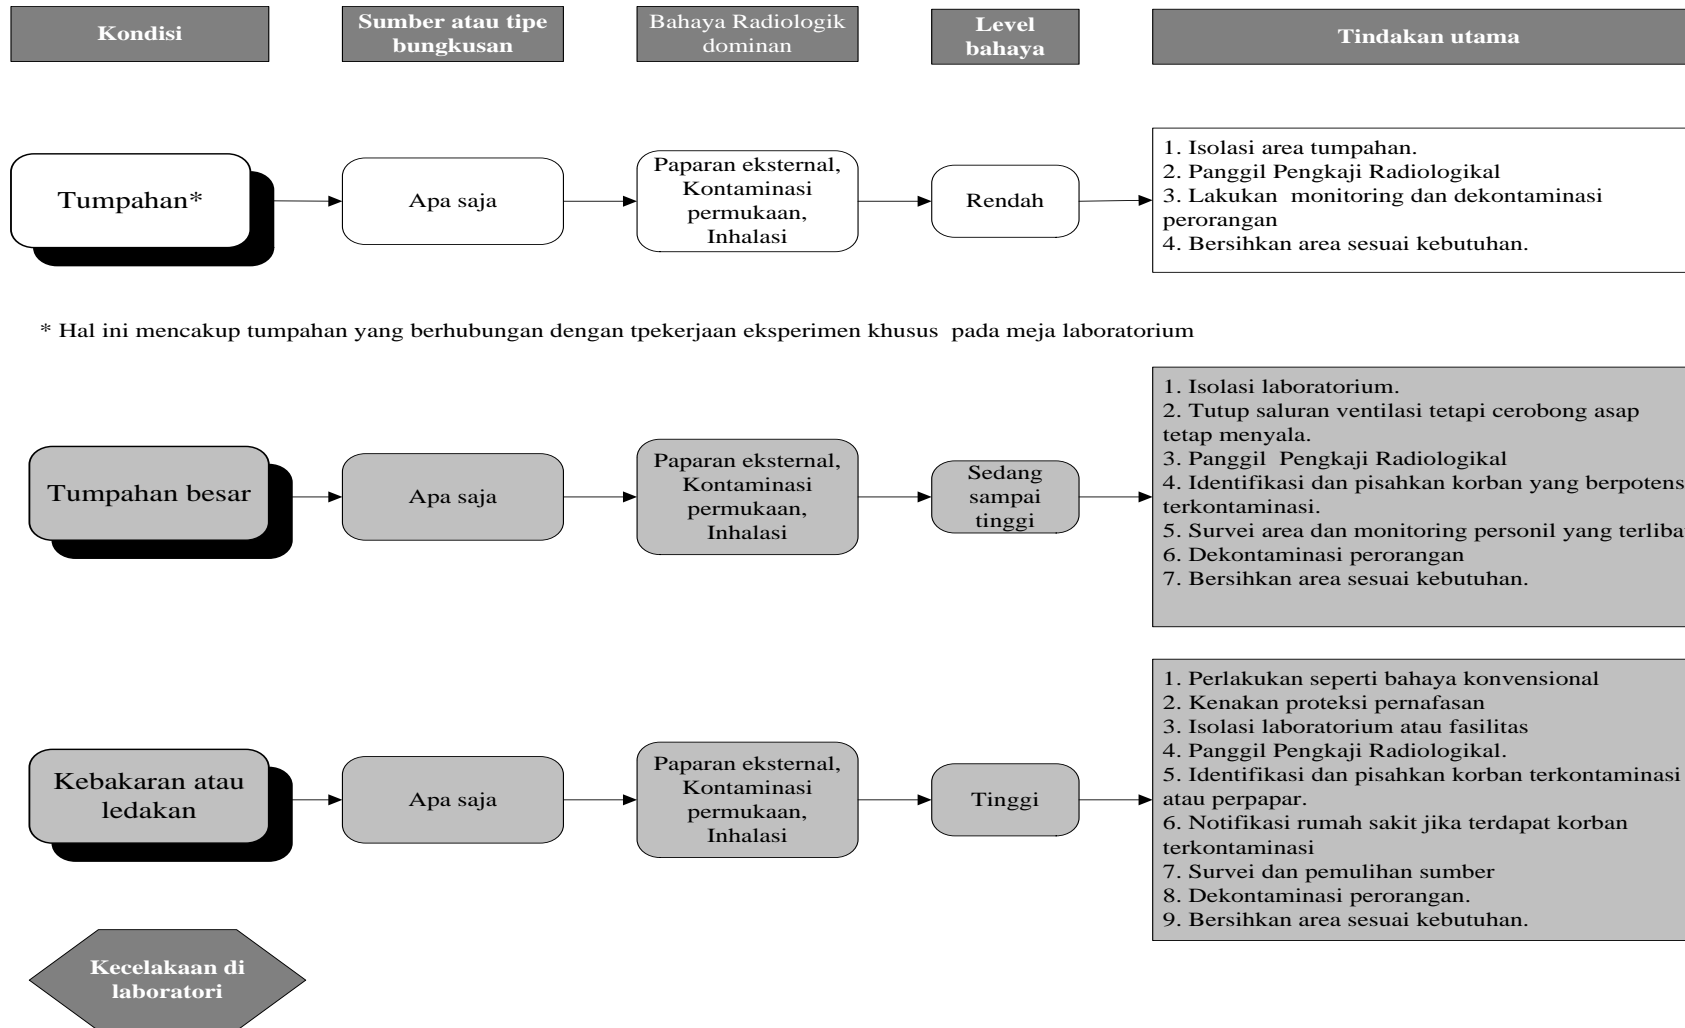 Kondisi
Sumber atau tipe
bungkusan
Bahaya Radiologik
dominan
Level
bahaya
Tindakan utama
Tumpahan*
Apa saja
Paparan eksternal,
Kontaminasi
permukaan,
Inhalasi
Rendah
1. Isolasi area tumpahan.
2. Panggil Pengkaji Radiologikal
3. Lakukan  monitoring dan dekontaminasi
perorangan
4. Bersihkan area sesuai kebutuhan.
* Hal ini mencakup tumpahan yang berhubungan dengan tpekerjaan eksperimen khusus  pada meja laboratorium
Tumpahan besar
Apa saja
Paparan eksternal,
Kontaminasi
permukaan,
Inhalasi
Sedang
sampai
tinggi
1. Isolasi laboratorium.
2. Tutup saluran ventilasi tetapi cerobong asap
tetap menyala.
3. Panggil  Pengkaji Radiologikal
4. Identifikasi dan pisahkan korban yang berpotens
terkontaminasi.
5. Survei area dan monitoring personil yang terliba
6. Dekontaminasi perorangan
7. Bersihkan area sesuai kebutuhan.
Kebakaran atau
ledakan
Apa saja
Paparan eksternal,
Kontaminasi
permukaan,
Inhalasi
Tinggi
1. Perlakukan seperti bahaya konvensional
2. Kenakan proteksi pernafasan
3. Isolasi laboratorium atau fasilitas
4. Panggil Pengkaji Radiologikal.
5. Identifikasi dan pisahkan korban terkontaminasi
atau perpapar.
6. Notifikasi rumah sakit jika terdapat korban
terkontaminasi
7. Survei dan pemulihan sumber
8. Dekontaminasi perorangan.
9. Bersihkan area sesuai kebutuhan.
Kecelakaan di
laboratori